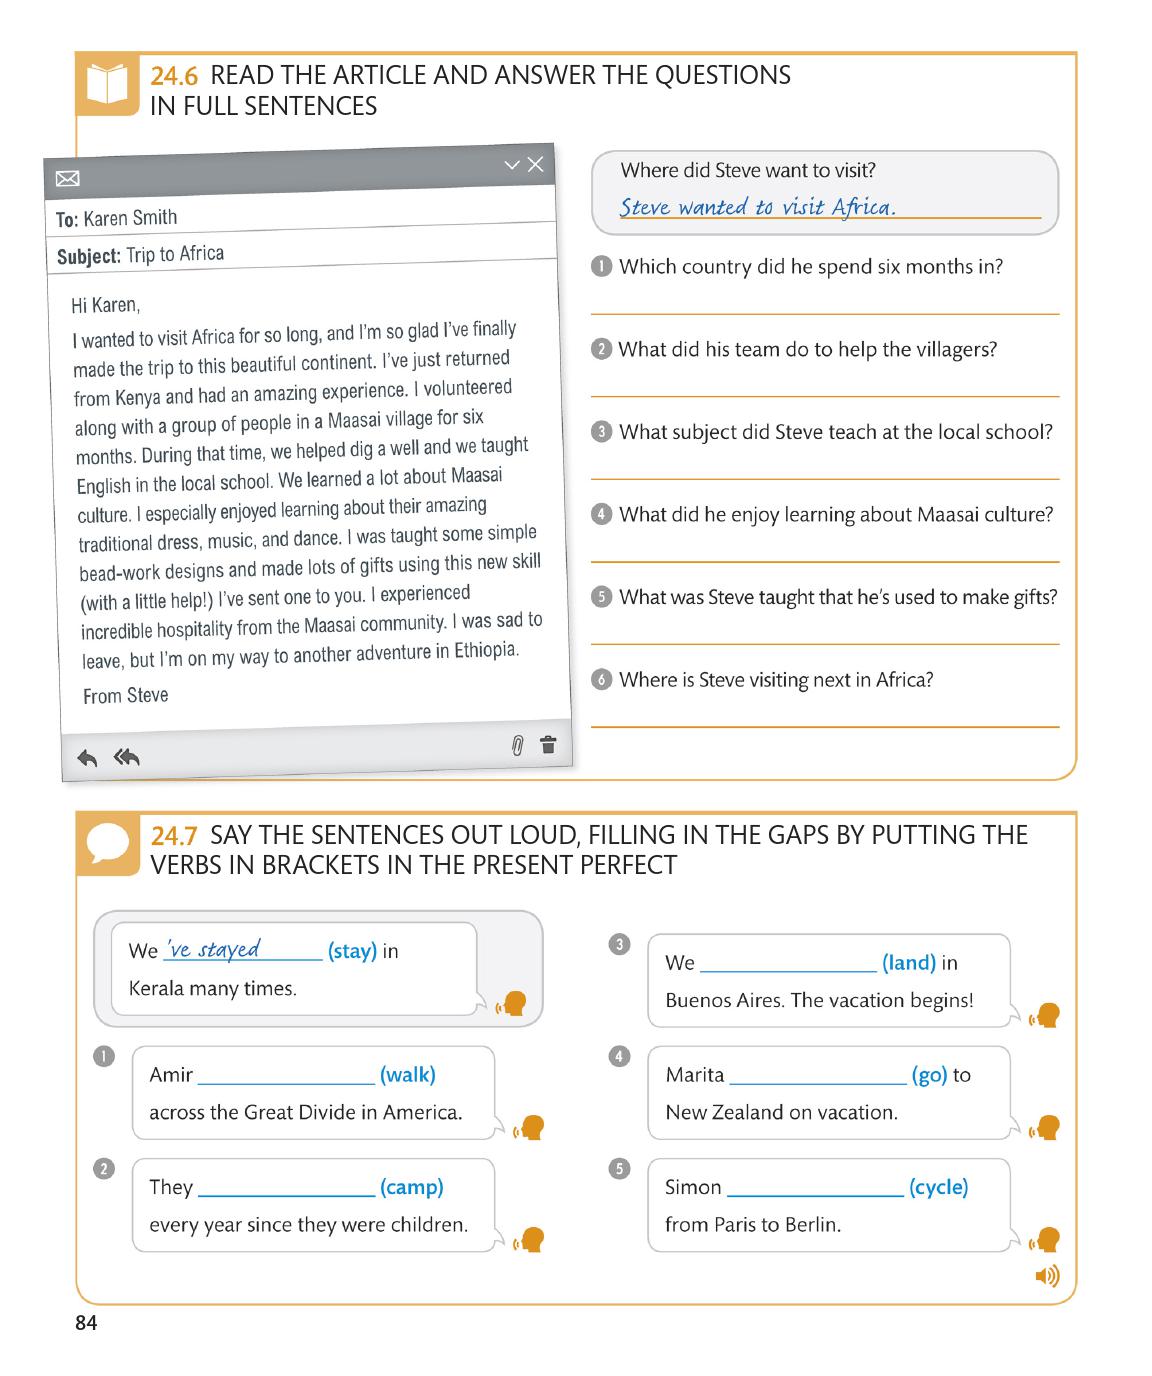 24.6 READ THE ARTICLE AND ANSWER THE QUESTIONS
IN FULL SENTENCES
To: Karen Smith
Subject: Trip to Africa
Hi Karen,
I wanted to visit Africa for so long, and I'm so glad I've finally
made the trip to this beautiful continent. I've just returned
from Kenya and had an amazing experience. I volunteered
along with a group of people in a Maasai village for six
months. During that time, we helped dig a well and we taught
English in the local school. We learned a lot about Maasai
culture. I especially enjoyed learning about their amazing
traditional dress, music, and dance. I was taught some simple
bead-work designs and made lots of gifts using this new skill
(with a little help!) I've sent one to you. I experienced
incredible hospitality from the Maasai community. I was sad to
leave, but I'm on my way to another adventure in Ethiopia.
From Steve
Where did Steve want to visit?
Steve wanted to visit Africa.
1 Which country did he spend six months in?
2 What did his team do to help the villagers?
3 What subject did Steve teach at the local school?
4 What did he enjoy learning about Maasai culture?
5 What was Steve taught that he's used to make gifts?
6 Where is Steve visiting next in Africa?
24.7 SAY THE SENTENCES OUT LOUD, FILLING IN THE GAPS BY PUTTING THE
VERBS IN BRACKETS IN THE PRESENT PERFECT
We 've stayed (stay) in
Kerala many times.
1 Amir ________________ (walk)
across the Great Divide in America.
2 They ________________ (camp)
every year since they were children.
3 We ________________ (land) in
Buenos Aires. The vacation begins!
4 Marita ________________ (go) to
New Zealand on vacation.
5 Simon ________________ (cycle)
from Paris to Berlin.
84